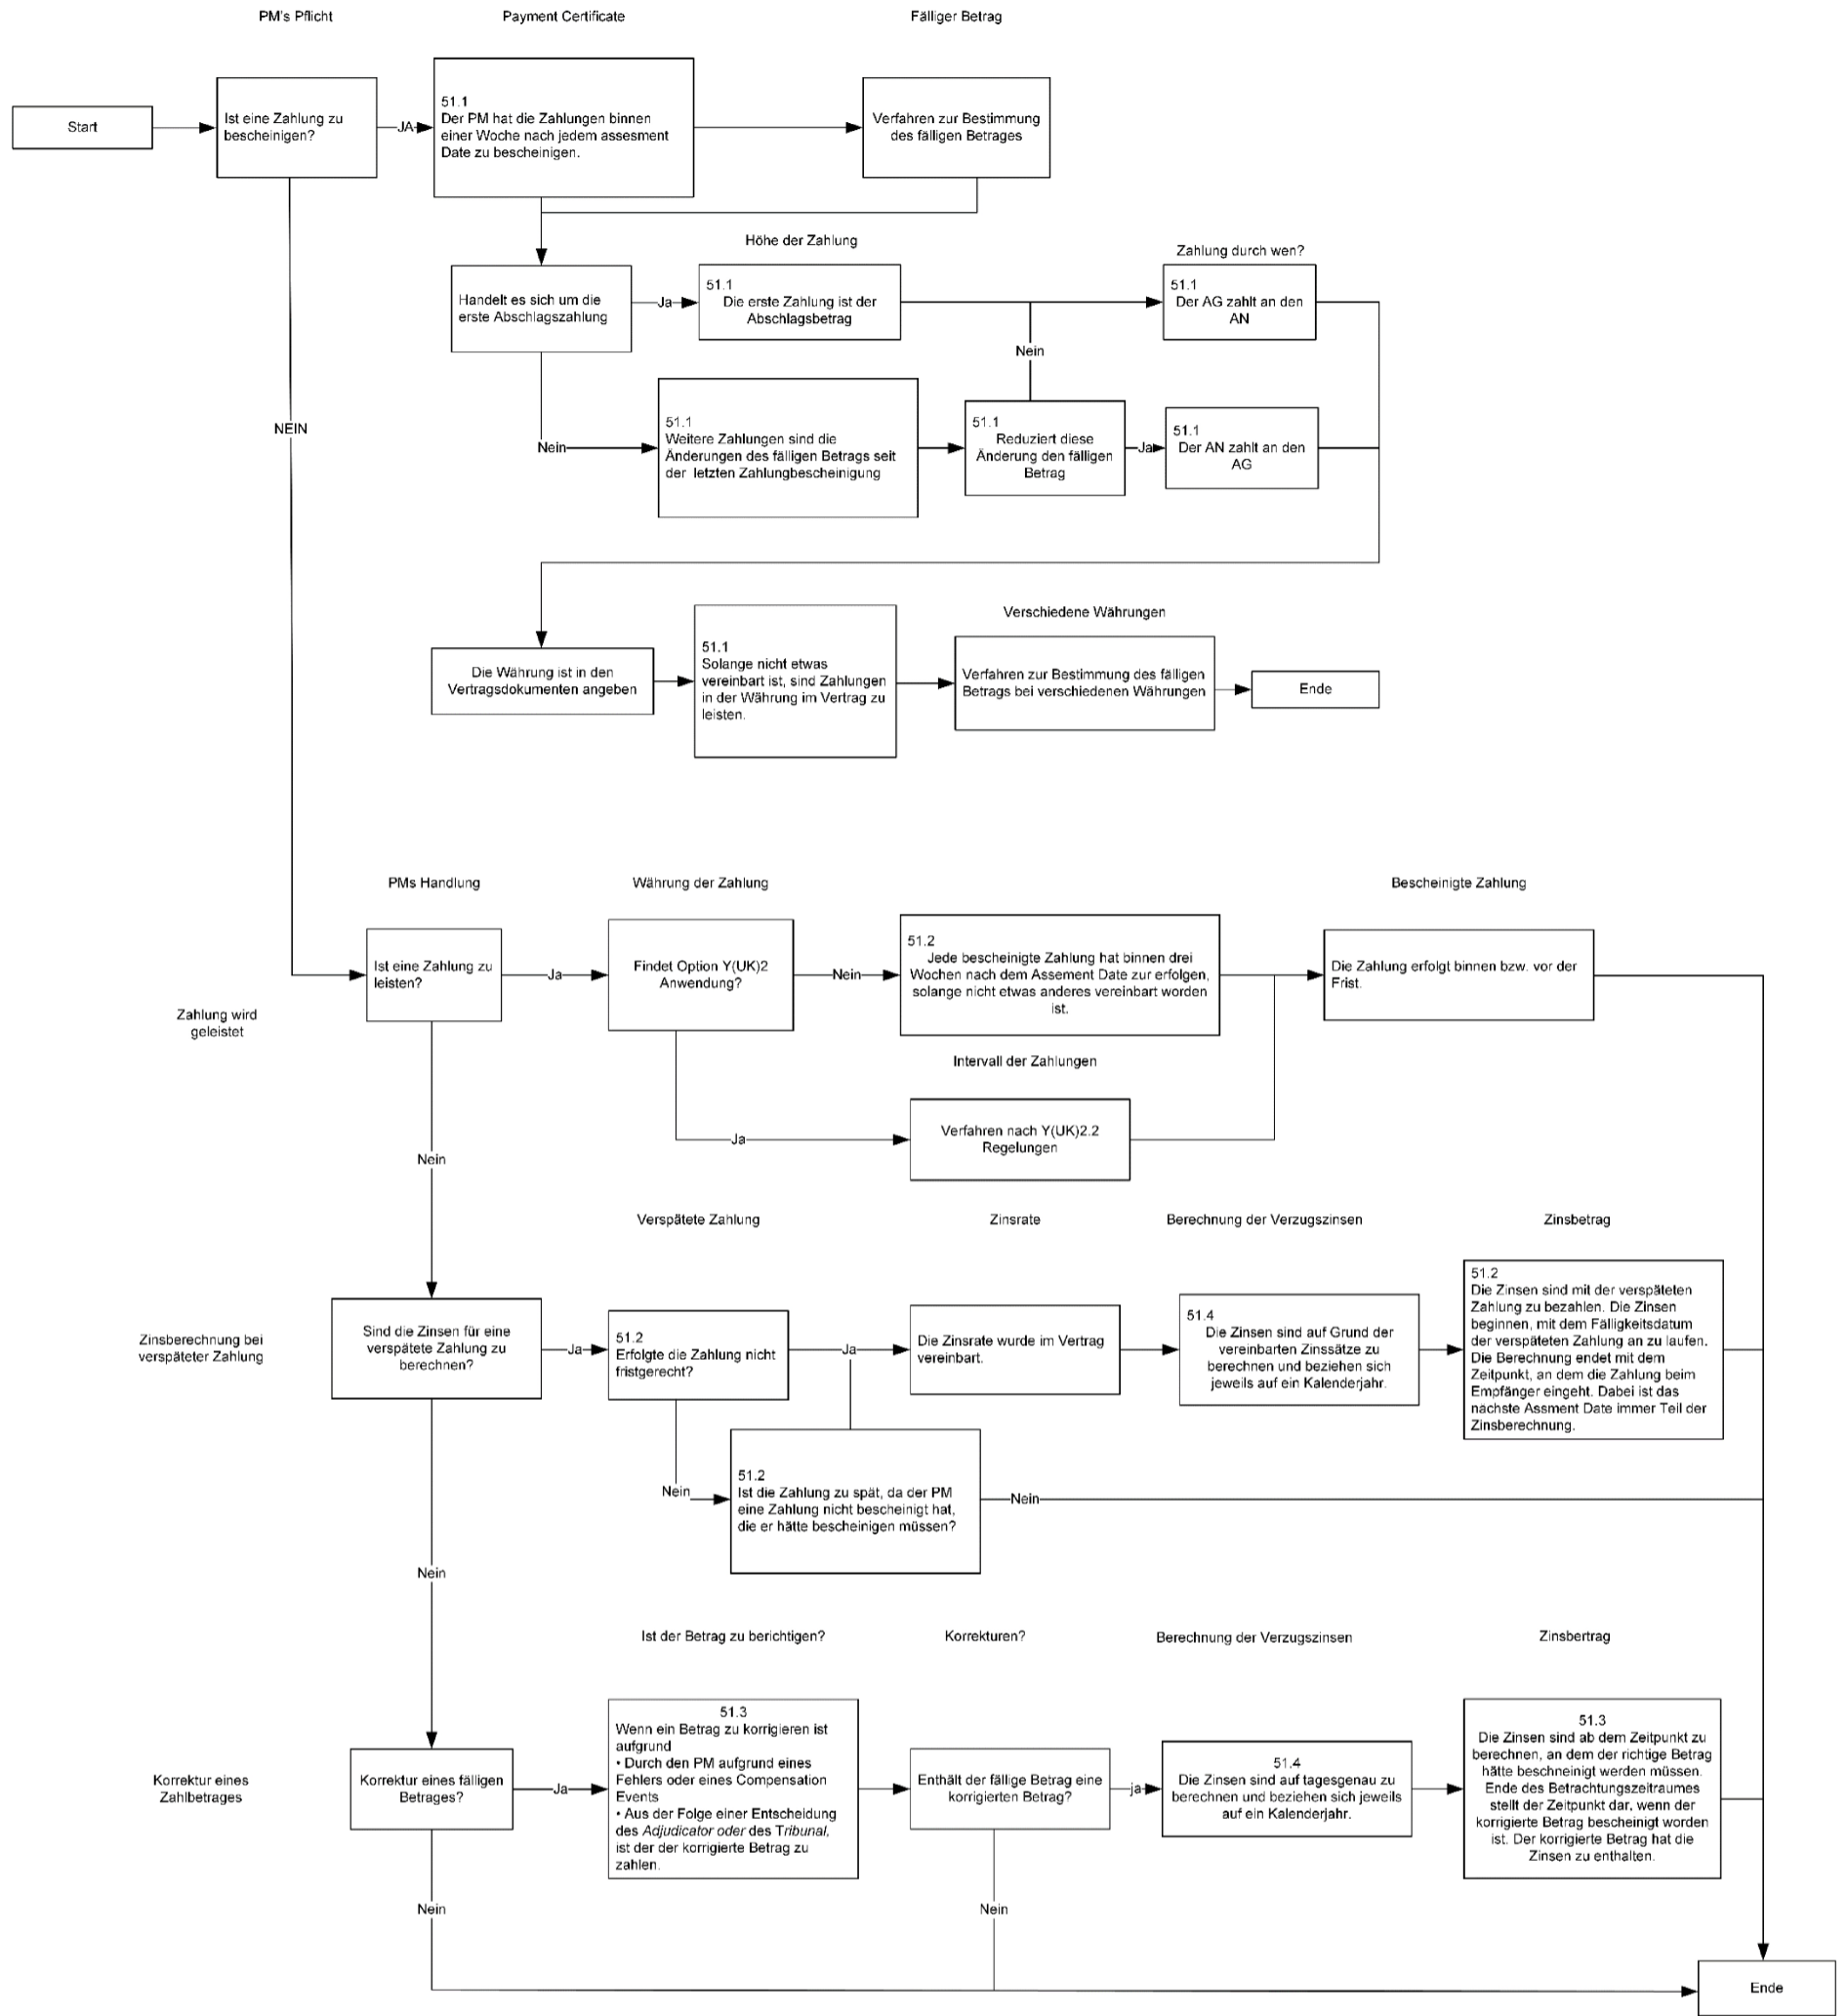 PM's Pflicht
Payment Certificate
Fälliger Betrag
Start
Ist eine Zahlung zu
bescheinigen?
JA
51.1
Der PM hat die Zahlungen binnen
einer Woche nach jedem assesment
Date zu bescheinigen.
Verfahren zur Bestimmung
des fälligen Betrages
Höhe der Zahlung
Zahlung durch wen?
Handelt es sich um die
erste Abschlagszahlung
Ja
51.1
Die erste Zahlung ist der
Abschlagsbetrag
51.1
Der AG zahlt an den
AN
Nein
NEIN
Nein
51.1
Weitere Zahlungen sind die
Änderungen des fälligen Betrags seit
der letzten Zahlungbescheinigung
51.1
Reduziert diese
Änderung den fälligen
Betrag
Ja
51.1
Der AN zahlt an den
AG
Verschiedene Währungen
Die Währung ist in den
Vertragsdokumenten angeben
51.1
Solange nicht etwas
vereinbart ist, sind Zahlungen
in der Währung im Vertrag zu
leisten.
Verfahren zur Bestimmung des fälligen
Betrags bei verschiedenen Währungen
Ende
PMs Handlung
Währung der Zahlung
Bescheinigte Zahlung
Zahlung wird
geleistet
Ist eine Zahlung zu
leisten?
Ja
Findet Option Y(UK)2
Anwendung?
Nein
51.2
Jede bescheinigte Zahlung hat binnen drei
Wochen nach dem Assement Date zur erfolgen,
solange nicht etwas anderes vereinbart worden
ist.
Die Zahlung erfolgt binnen bzw. vor der
Frist.
Intervall der Zahlungen
Ja
Verfahren nach Y(UK)2.2
Regelungen
Nein
Verspätete Zahlung
Zinsrate
Berechnung der Verzugszinsen
Zinsbetrag
Zinsberechnung bei
verspäteter Zahlung
Sind die Zinsen für eine
verspätete Zahlung zu
berechnen?
Ja
51.2
Erfolgte die Zahlung nicht
fristgerecht?
Ja
Die Zinsrate wurde im Vertrag
vereinbart.
51.4
Die Zinsen sind auf Grund der
vereinbarten Zinssätze zu
berechnen und beziehen sich
jeweils auf ein Kalenderjahr.
51.2
Die Zinsen sind mit der verspäteten
Zahlung zu bezahlen. Die Zinsen
beginnen, mit dem Fälligkeitsdatum
der verspäteten Zahlung an zu laufen.
Die Berechnung endet mit dem
Zeitpunkt, an dem die Zahlung beim
Empfänger eingeht. Dabei ist das
nächste Assment Date immer Teil der
Zinsberechnung.
Nein
51.2
Ist die Zahlung zu spät, da der PM
eine Zahlung nicht bescheinigt hat,
die er hätte bescheinigen müssen?
Nein
Nein
Ist der Betrag zu berichtigen?
Korrekturen?
Berechnung der Verzugszinsen
Zinsbertrag
Korrektur eines
Zahlbetrages
Korrektur eines fälligen
Betrages?
Ja
51.3
Wenn ein Betrag zu korrigieren ist
aufgrund
• Durch den PM aufgrund eines
Fehlers oder eines Compensation
Events
• Aus der Folge einer Entscheidung
des Adjudicator oder des Tribunal,
ist der der korrigierte Betrag zu
zahlen.
Enthält der fällige Betrag eine
korrigierten Betrag?
ja
51.4
Die Zinsen sind auf tagesgenau zu
berechnen und beziehen sich jeweils
auf ein Kalenderjahr.
51.3
Die Zinsen sind ab dem Zeitpunkt zu
berechnen, an dem der richtige Betrag
hätte beschneinigt werden müssen.
Ende des Betrachtungszeitraumes
stellt der Zeitpunkt dar, wenn der
korrigierte Betrag bescheinigt worden
ist. Der korrigierte Betrag hat die
Zinsen zu enthalten.
Nein
Nein
Ende